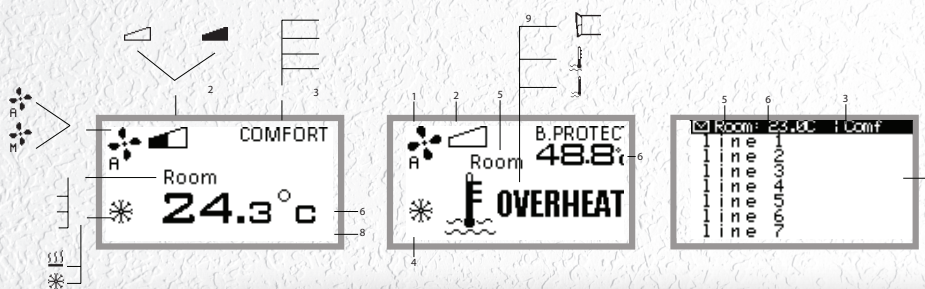 9
2
3
A
M
COMFORT
A
Room
24.3°C
6
8
1
2
5
B.PROTEC
48.8°c
6
A
Room
OVERHEAT
4
5
6
3
Room: 23.0C
Comf
line 1
line 2
line 3
line 4
line 5
line 6
line 7